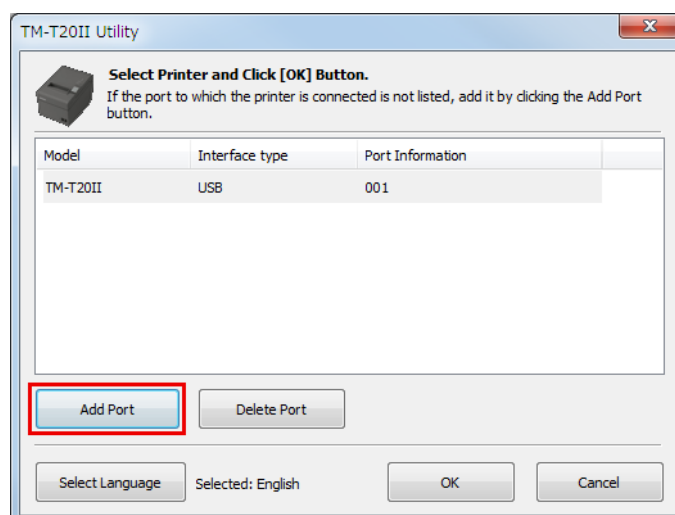 TM-T20II Utility
Select Printer and Click [OK] Button.
If the port to which the printer is connected is not listed, add it by clicking the Add Port
button.
Model Interface type Port Information
TM-T20II USB 001
Add Port Delete Port
Select Language Selected: English OK Cancel